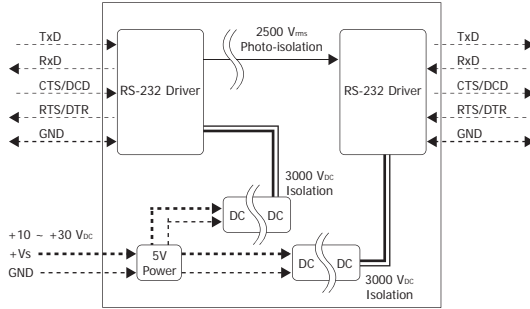 2500 Vrms
Photo-isolation
TxD
RxD
CTS/DCD
RTS/DTR
GND
RS-232 Driver
RS-232 Driver
TxD
RxD
CTS/DCD
RTS/DTR
GND
3000 VDC
Isolation
DC
DC
+10 ~ +30 VDC
+Vs
GND
5V
Power
DC
DC
3000 VDC
Isolation